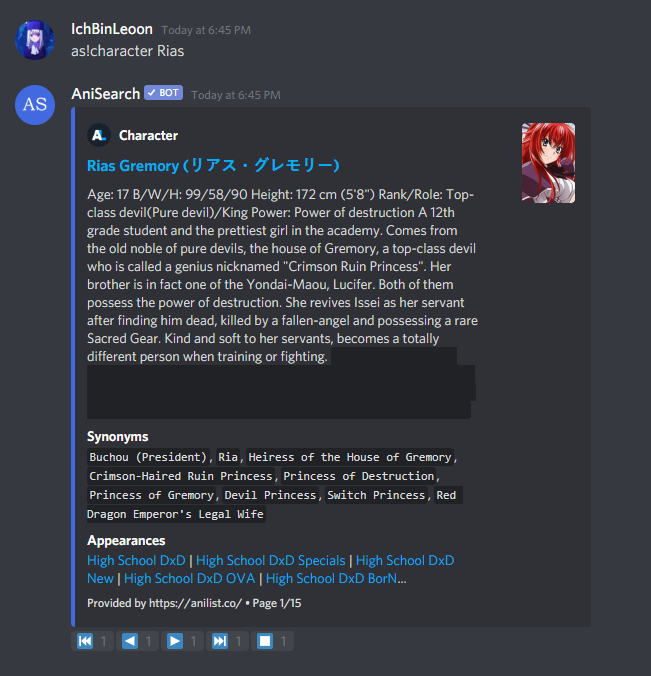 IchBinLeoon Today at 6:45 PM
as!character Rias
AS
AniSearch ✓ BOT Today at 6:45 PM
A. Character
Rias Gremory (リアス・グレモリー)
Age: 17 B/W/H: 99/58/90 Height: 172 cm (5'8") Rank/Role: Top-
class devil(Pure devil)/King Power: Power of destruction A 12th
grade student and the prettiest girl in the academy. Comes from
the old noble of pure devils, the house of Gremory, a top-class devil
who is called a genius nicknamed "Crimson Ruin Princess". Her
brother is in fact one of the Yondai-Maou, Lucifer. Both of them
possess the power of destruction. She revives Issei as her servant
after finding him dead, killed by a fallen-angel and possessing a rare
Sacred Gear. Kind and soft to her servants, becomes a totally
different person when training or fighting.
Synonyms
Buchou (President), Ria, Heiress of the House of Gremory,
Crimson-Haired Ruin Princess, Princess of Destruction,
Princess of Gremory, Devil Princess, Switch Princess, Red
Dragon Emperor's Legal Wife
Appearances
High School DxD | High School DxD Specials | High School DxD
New | High School DxD OVA | High School DxD BorN...
Provided by https://anilist.co/ • Page 1/15
1 1 1 1 1